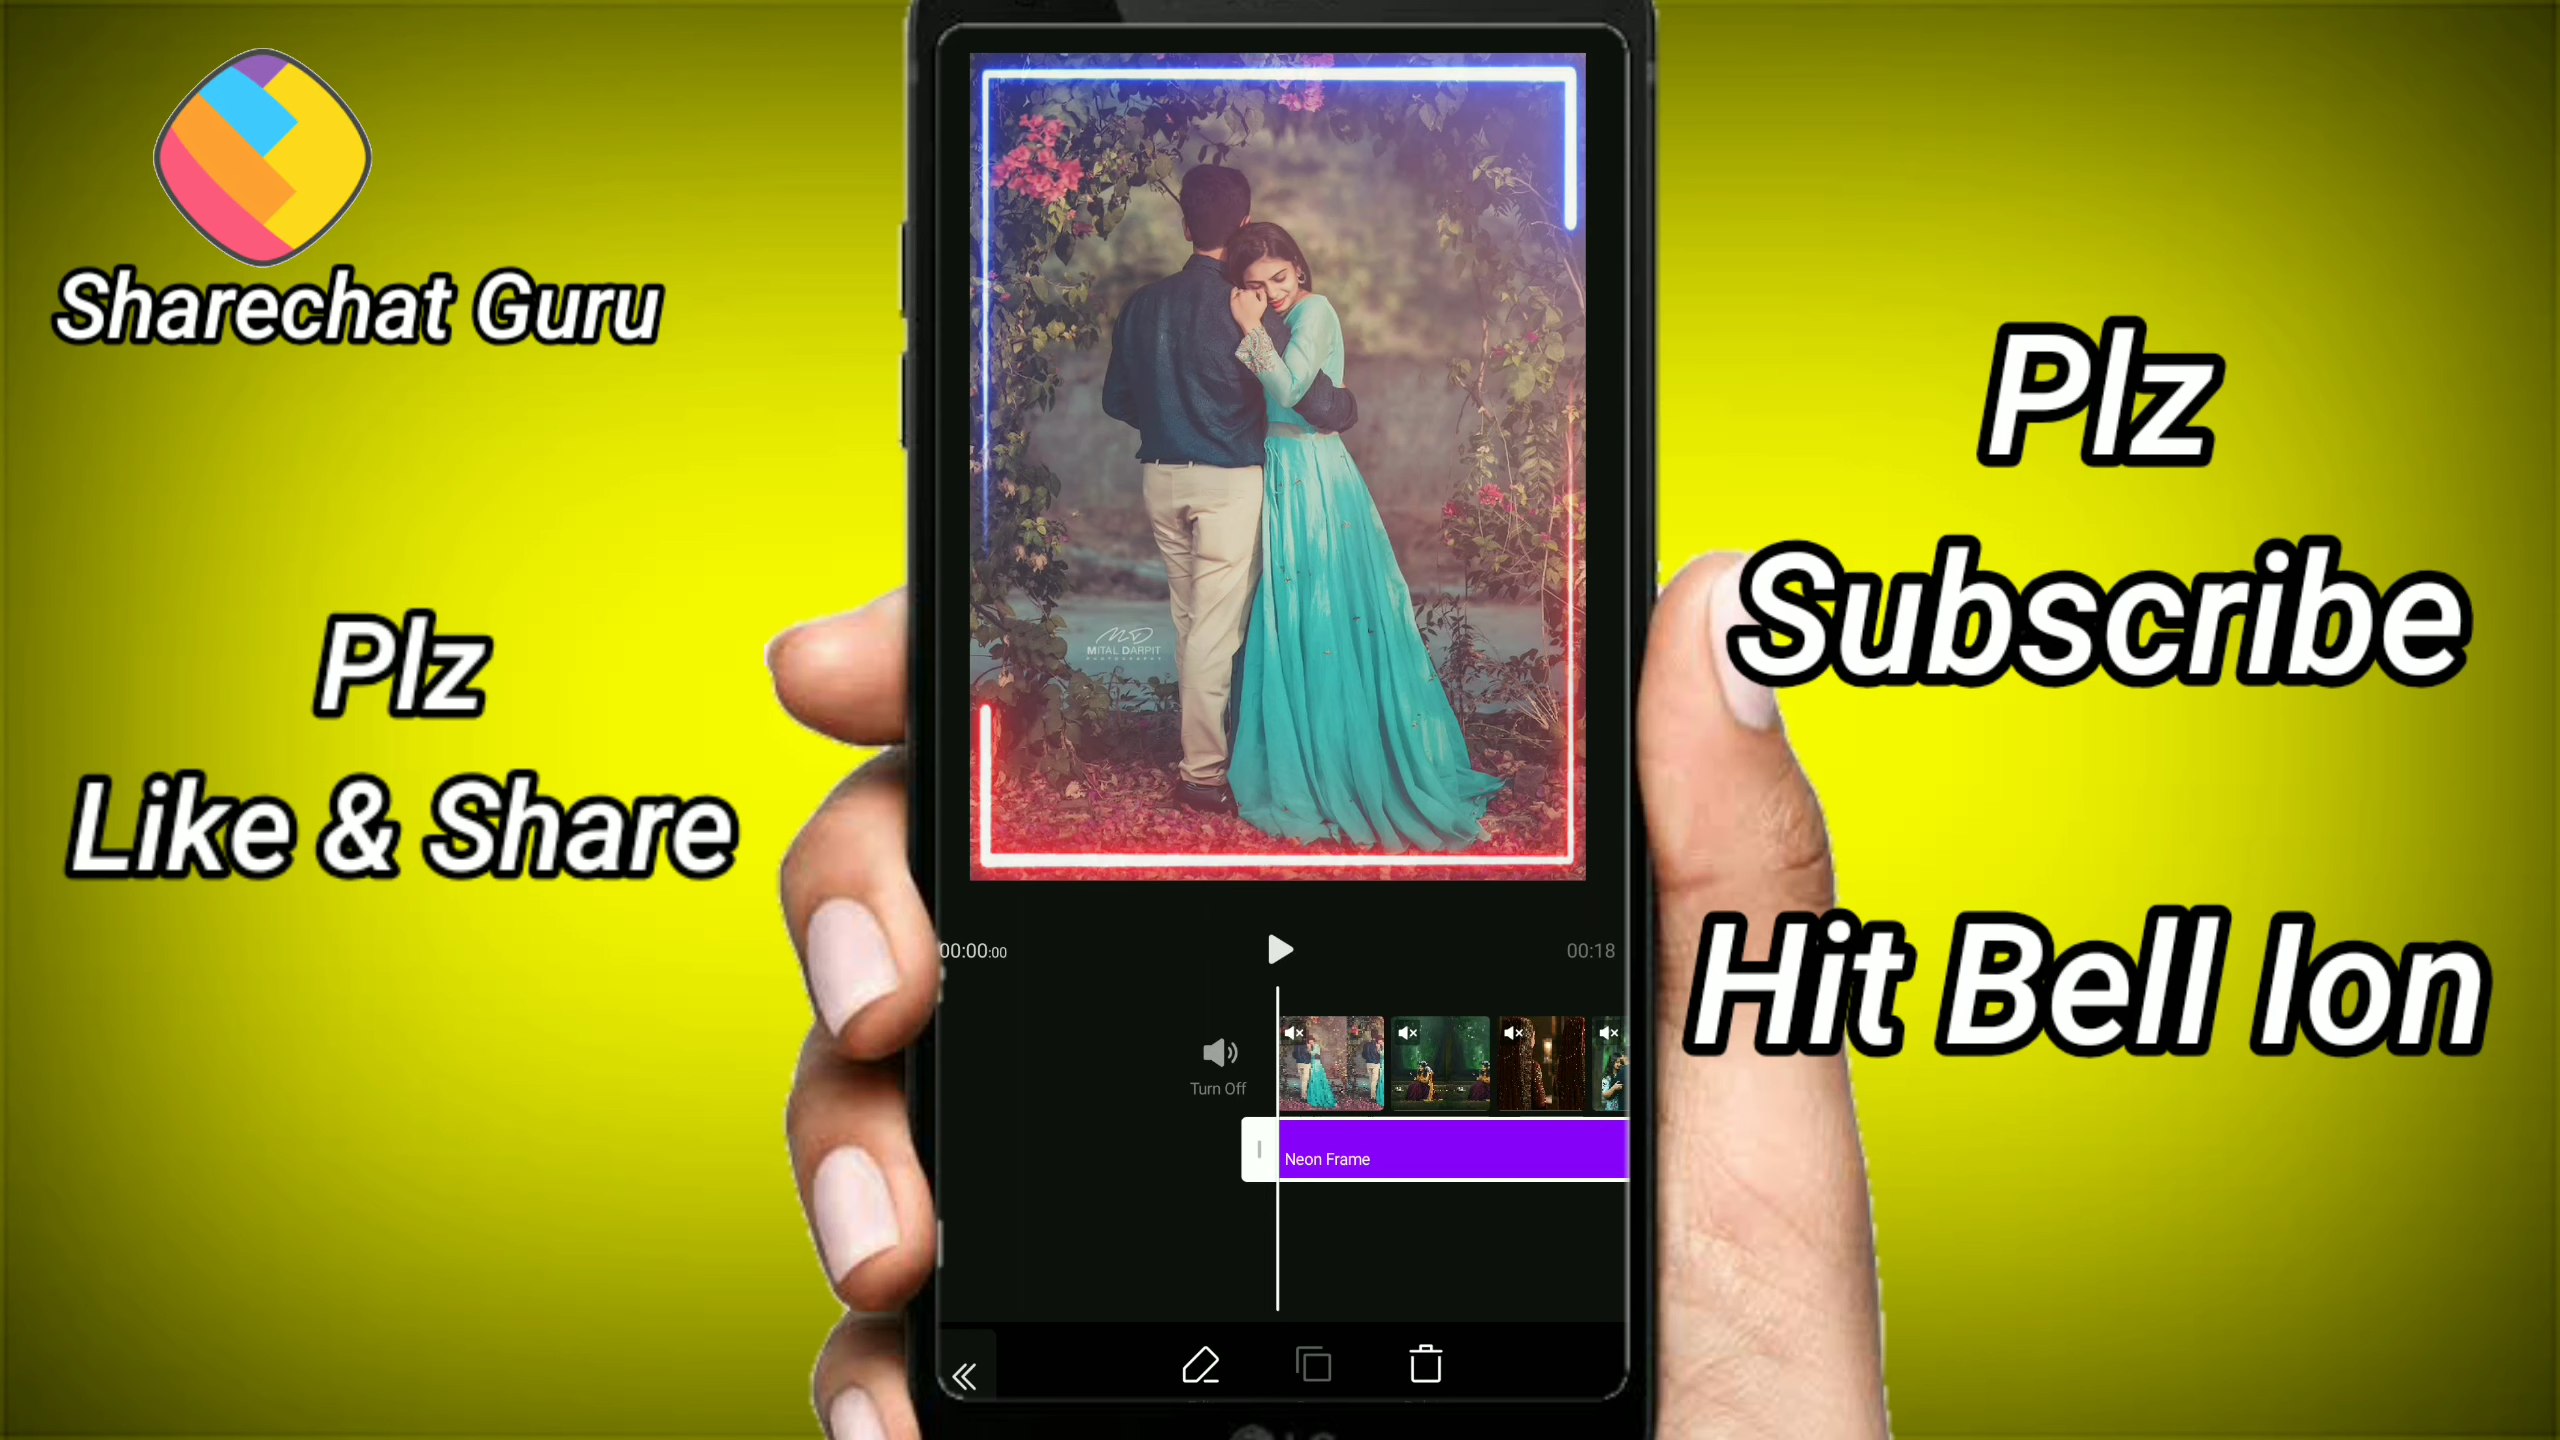 Sharechat Guru
Plz
Like & Share
MITAL DARPIT
PHOTOGRAPHY
00:00:00
00:18
Turn Off
Neon Frame
Plz
Subscribe
Hit Bell Ion